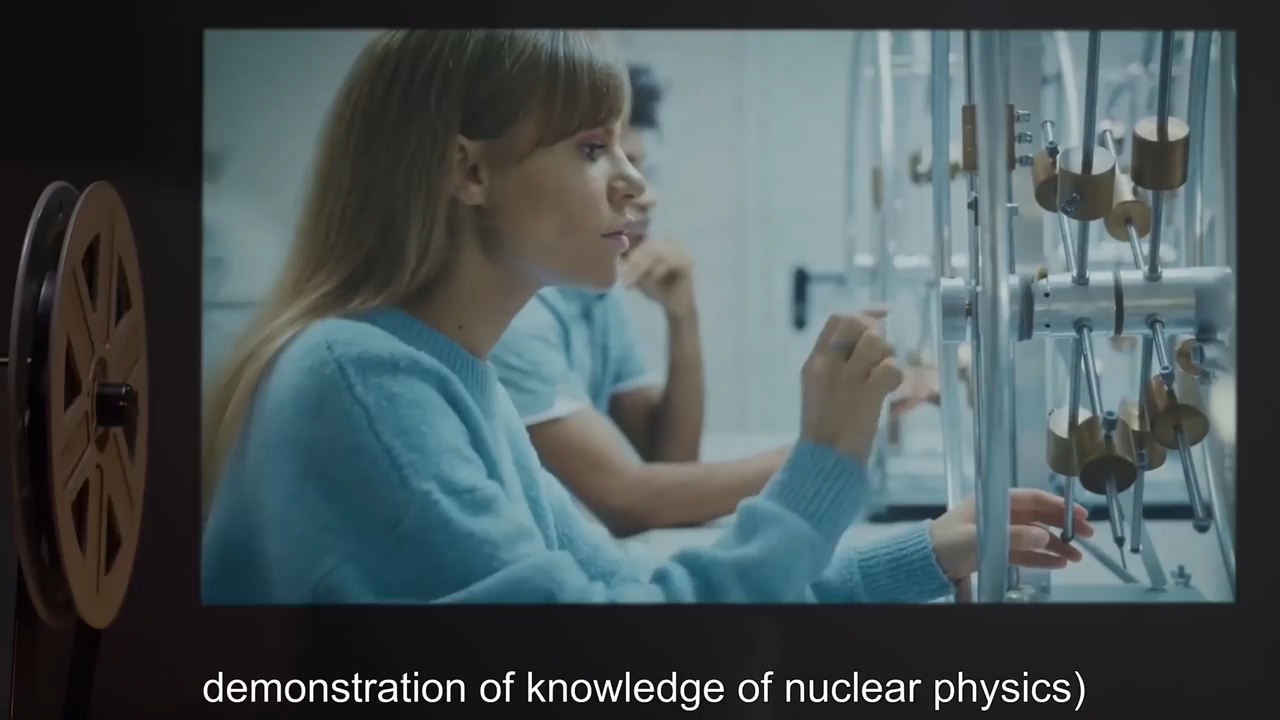 demonstration of knowledge of nuclear physics)